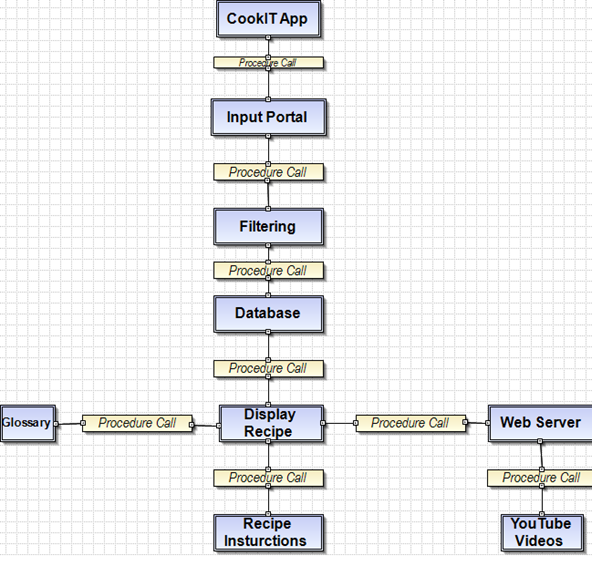 CookIT App
Procedure Call
Input Portal
Procedure Call
Filtering
Procedure Call
Database
Procedure Call
Glossary
Procedure Call
Display
Recipe
Procedure Call
Web Server
Procedure Call
Procedure Call
Recipe
Insturctions
YouTube
Videos